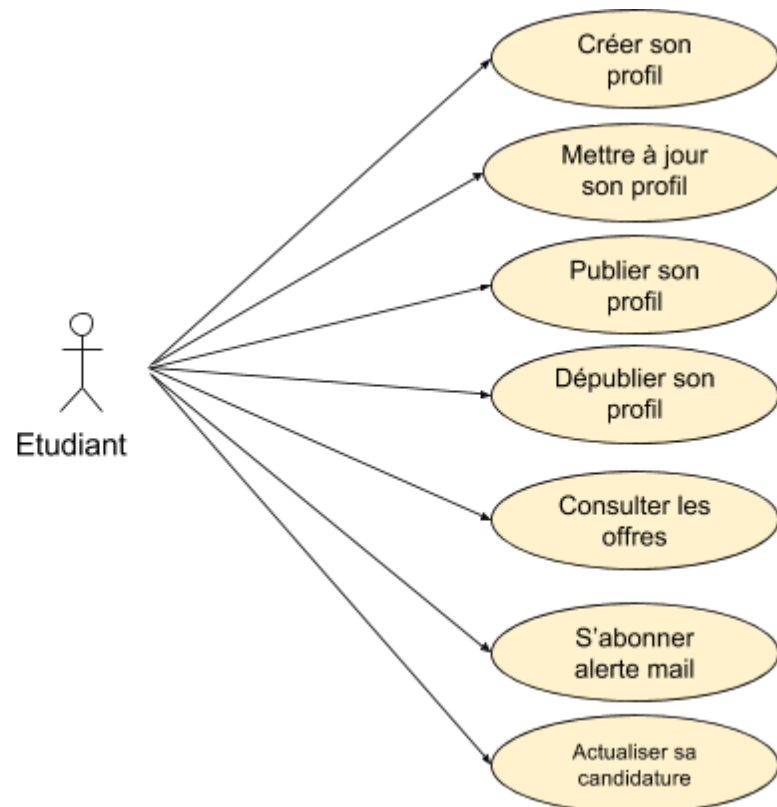 Créer son
profil
Mettre à jour
son profil
Publier son
profil
Dépublier son
profil
Etudiant
Consulter les
offres
S'abonner
alerte mail
Actualiser sa
candidature